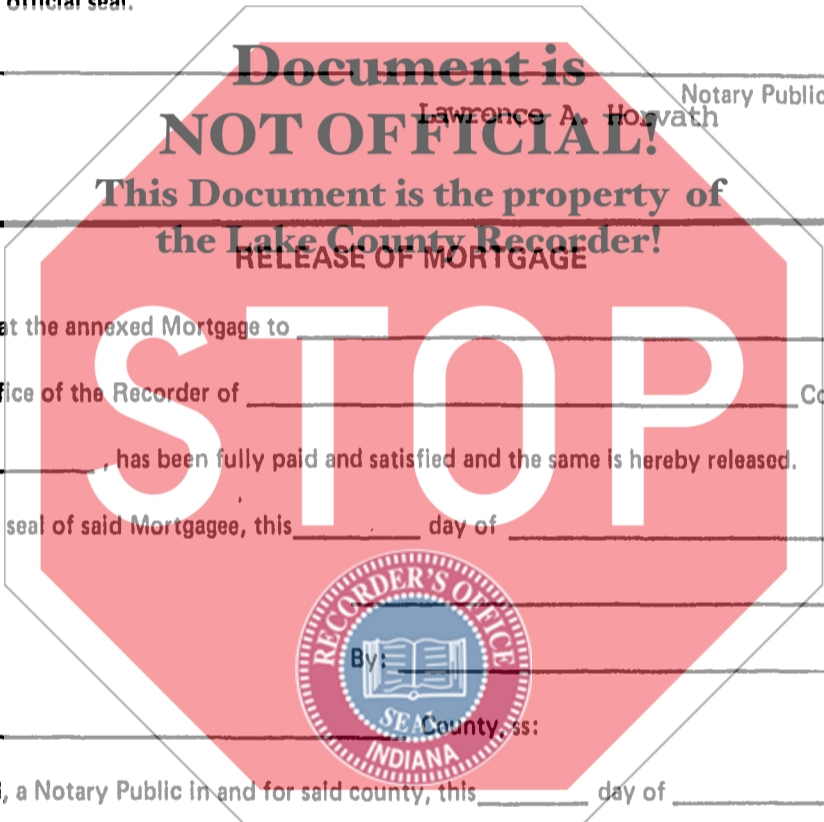 official seal.
Document is
Notary Public
Lawrence A. Horvath
NOT OFFICIAL!
This Document is the property of
the Lake County Recorder!
RELEASE OF MORTGAGE
at the annexed Mortgage to
fice of the Recorder of Co
STOP
, has been fully paid and satisfied and the same is hereby released.
seal of said Mortgagee, this day of
RECORDER'S OFFICE
By:
SEAL
County, ss:
INDIANA
, a Notary Public in and for said county, this day of